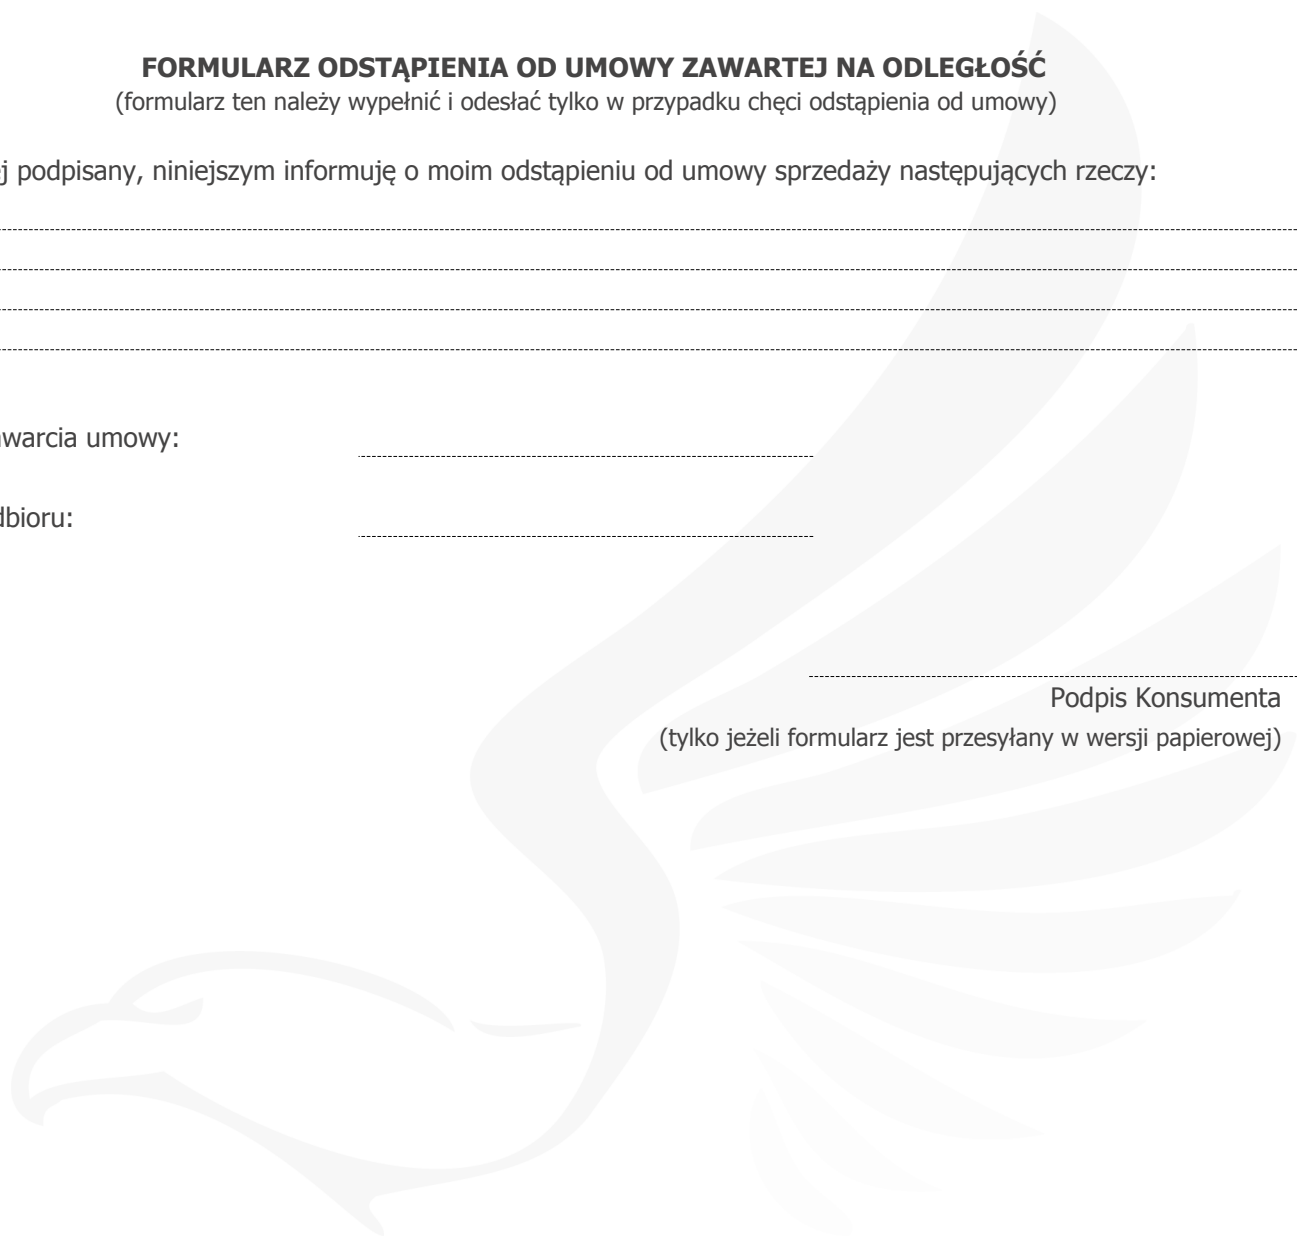 FORMULARZ ODSTĄPIENIA OD UMOWY ZAWARTEJ NA ODLEGŁOŚĆ
(formularz ten należy wypełnić i odesłać tylko w przypadku chęci odstąpienia od umowy)
j podpisany, niniejszym informuję o moim odstąpieniu od umowy sprzedaży następujących rzeczy:
warcia umowy:
dbioru:
Podpis Konsumenta
(tylko jeżeli formularz jest przesyłany w wersji papierowej)